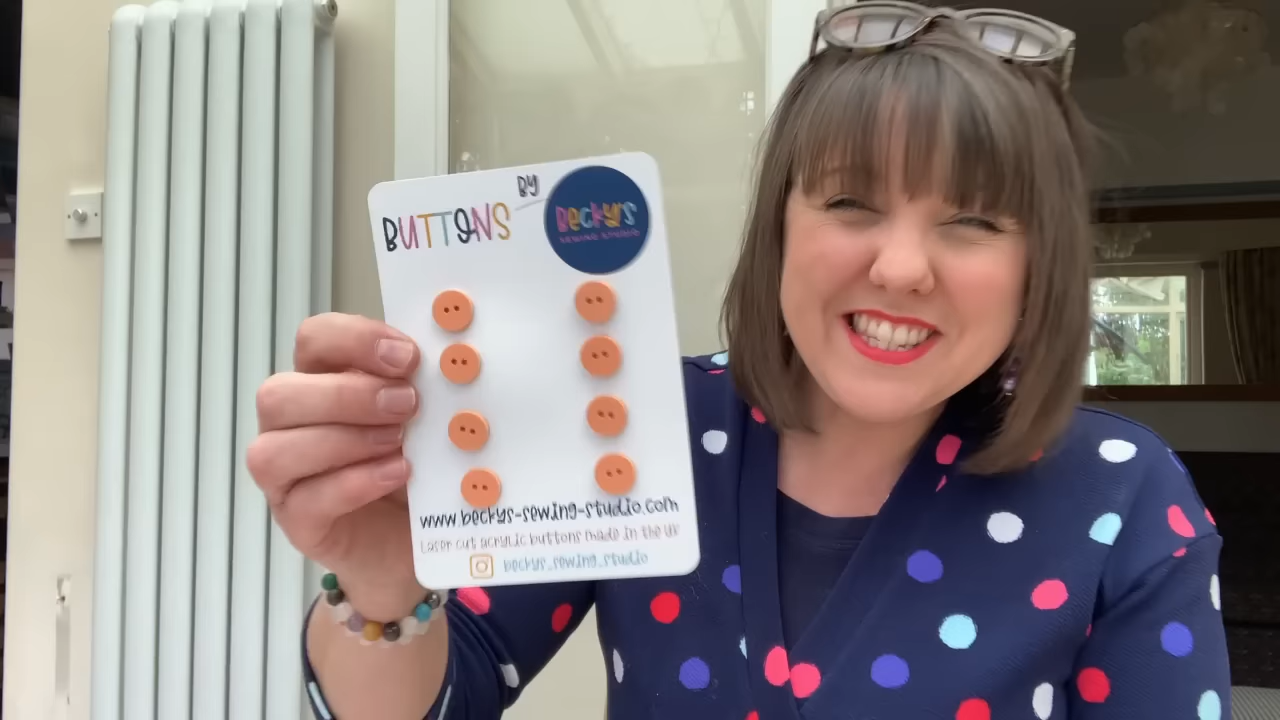 BUTTONS BY
Becky's
SEWING STUDIO
www.beckys-sewing-studio.com
Laser cut acrylic buttons made in the UK
beckys_sewing_studio